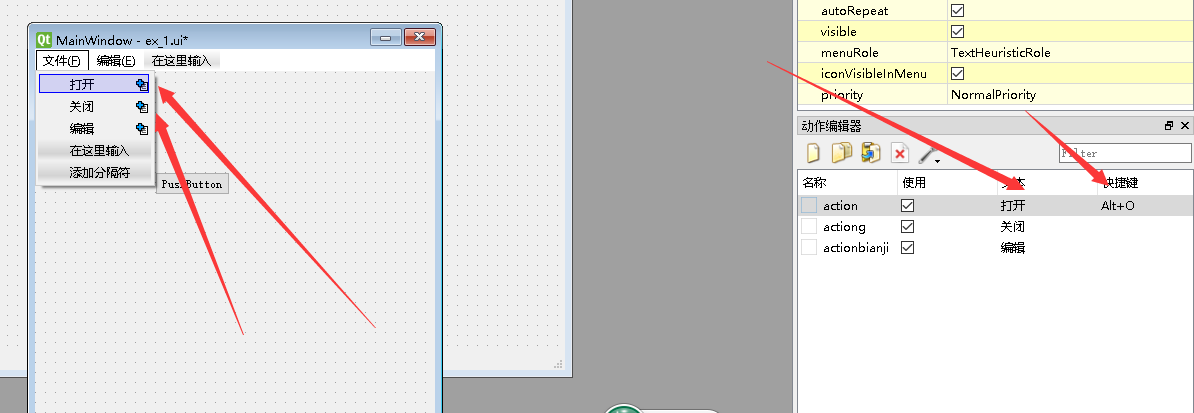 MainWindow - ex_1.ui*
文件(F) 编辑(E) 在这里输入
打开
关闭
编辑
在这里输入
添加分隔符
autoRepeat
visible
menuRole TextHeuristicRole
iconVisibleInMenu
priority NormalPriority
动作编辑器
Filter
名称 使用 文本 快捷键
action 打开 Alt+O
actiong 关闭
actionbianji 编辑